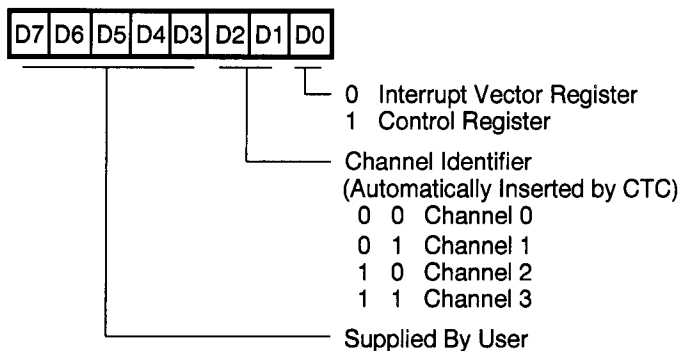 D7 D6 D5 D4 D3 D2 D1 D0
0 Interrupt Vector Register
1 Control Register
Channel Identifier
(Automatically Inserted by CTC)
0 0 Channel 0
0 1 Channel 1
1 0 Channel 2
1 1 Channel 3
Supplied By User